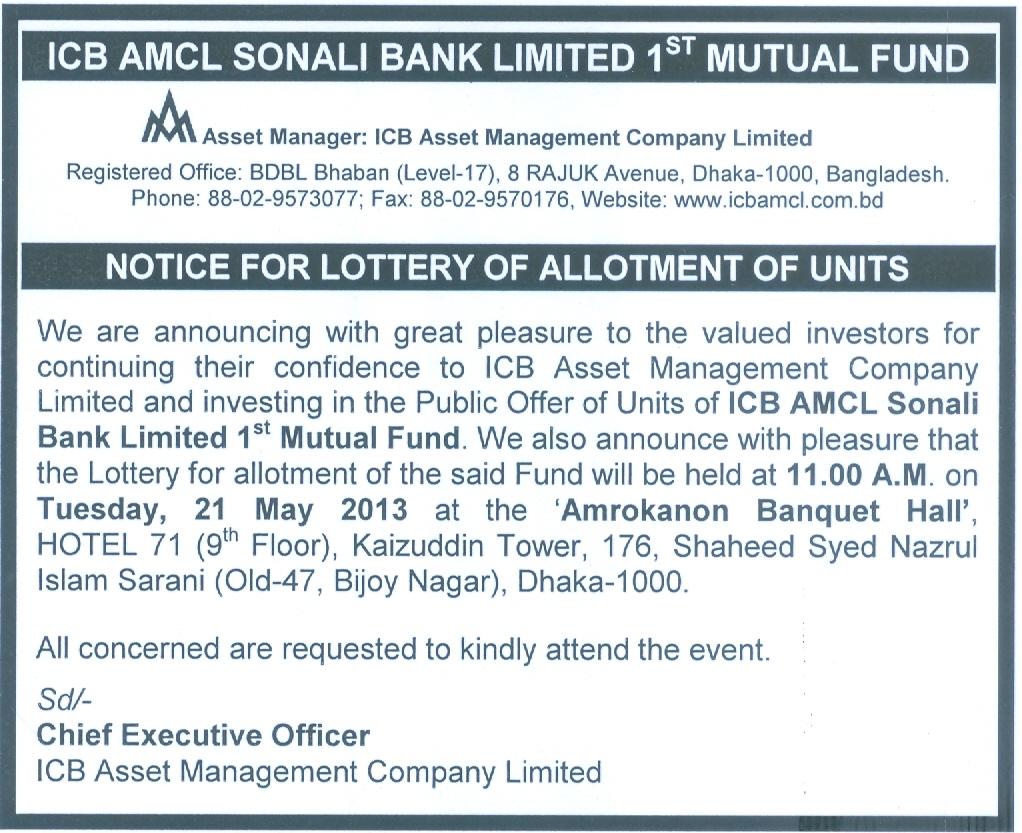 ICB AMCL SONALI BANK LIMITED 1ST MUTUAL FUND
Asset Manager: ICB Asset Management Company Limited
Registered Office: BDBL Bhaban (Level-17), 8 RAJUK Avenue, Dhaka-1000, Bangladesh.
Phone: 88-02-9573077; Fax: 88-02-9570176, Website: www.icbamcl.com.bd
NOTICE FOR LOTTERY OF ALLOTMENT OF UNITS
We are announcing with great pleasure to the valued investors for
continuing their confidence to ICB Asset Management Company
Limited and investing in the Public Offer of Units of ICB AMCL Sonali
Bank Limited 1st Mutual Fund. We also announce with pleasure that
the Lottery for allotment of the said Fund will be held at 11.00 A.M. on
Tuesday, 21 May 2013 at the ‘Amrokanon Banquet Hall’,
HOTEL 71 (9th Floor), Kaizuddin Tower, 176, Shaheed Syed Nazrul
Islam Sarani (Old-47, Bijoy Nagar), Dhaka-1000.
All concerned are requested to kindly attend the event.
Sd/-
Chief Executive Officer
ICB Asset Management Company Limited